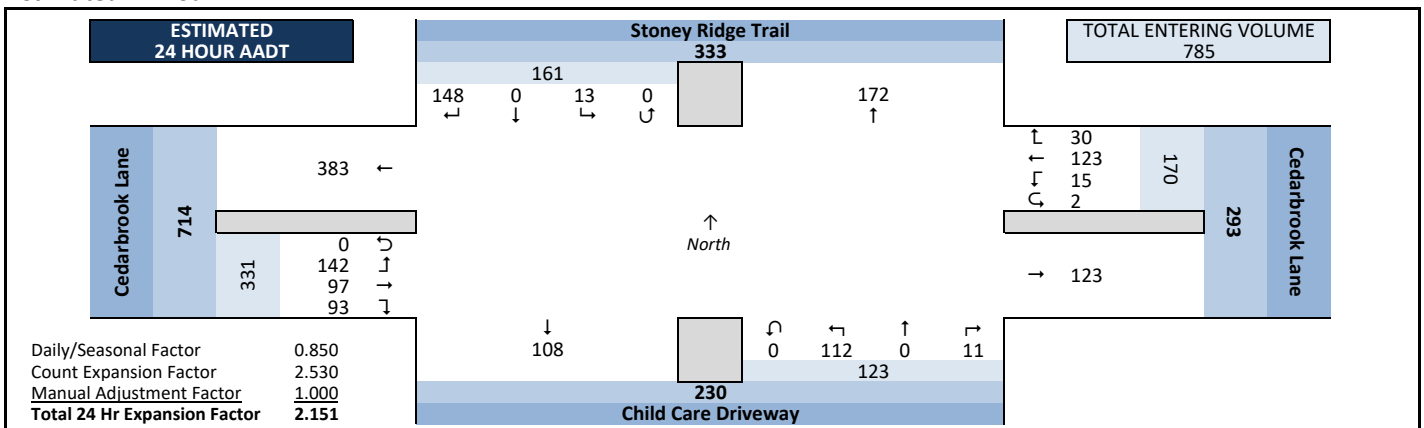 ESTIMATED
24 HOUR AADT
Stoney Ridge Trail
333
TOTAL ENTERING VOLUME
785
161
148 0 13 0
172
Cedarbrook Lane
714
383 ←
331
0
142
97 →
93
↑
North
30
← 123
15
2
170
293
Cedarbrook Lane
→ 123
↓
108
0 112 0 11
123
230
Child Care Driveway
Daily/Seasonal Factor 0.850
Count Expansion Factor 2.530
Manual Adjustment Factor 1.000
Total 24 Hr Expansion Factor 2.151